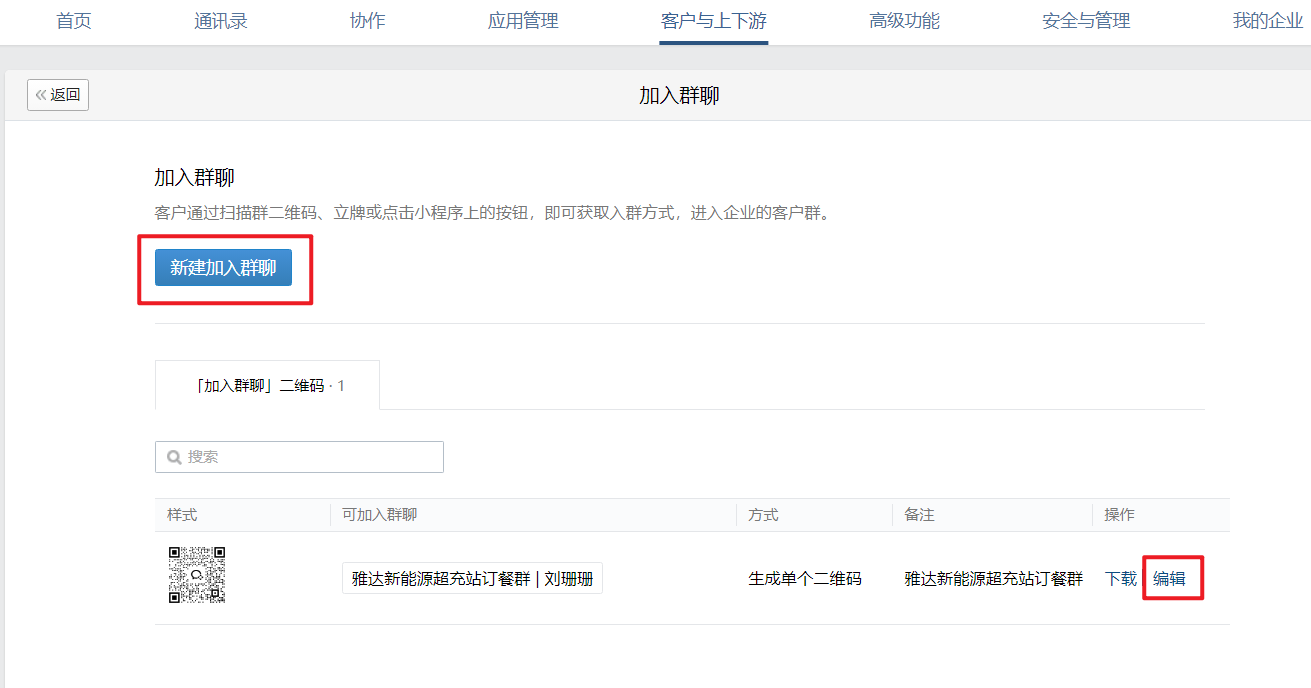 首页 通讯录 协作 应用管理 客户与上下游 高级功能 安全与管理 我的企业
返回 加入群聊
加入群聊
客户通过扫描群二维码、立牌或点击小程序上的按钮，即可获取入群方式，进入企业的客户群。
新建加入群聊
「加入群聊」二维码 · 1
搜索
样式 可加入群聊 方式 备注 操作
雅达新能源超充站订餐群 | 刘珊珊 生成单个二维码 雅达新能源超充站订餐群 下载 编辑